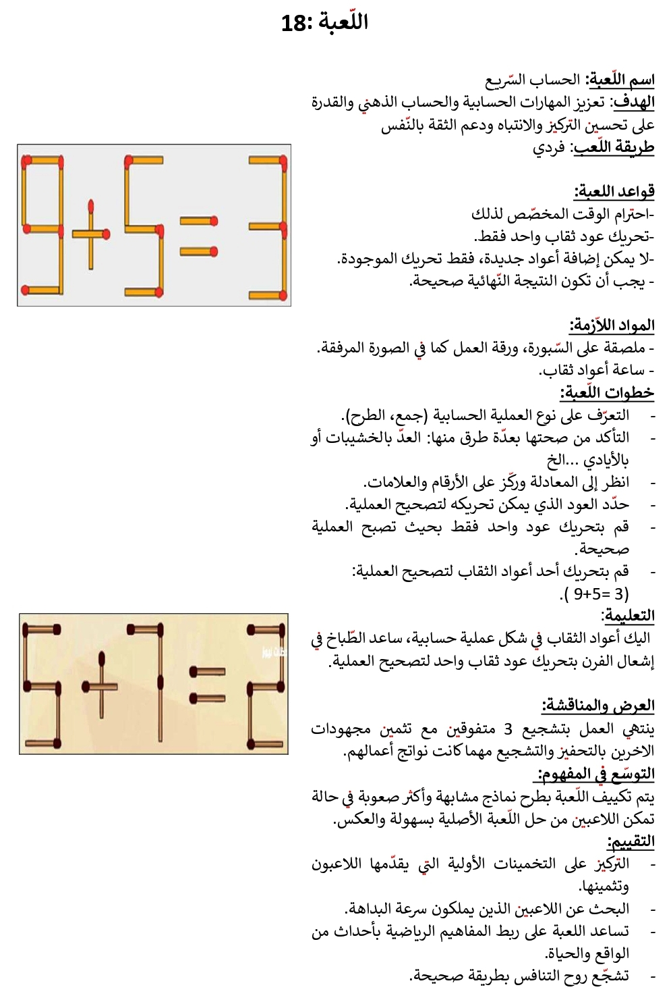 اللّعبة :18
اسم اللّعبة: الحساب السّريع
الهدف: تعزيز المهارات الحسابية والحساب الذهني والقدرة
على تحسين التركيز والانتباه ودعم الثقة بالنّفس
طريقة اللّعب: فردي
قواعد اللعبة:
-احترام الوقت المخصّص لذلك
-تحريك عود ثقاب واحد فقط.
-لا يمكن إضافة أعواد جديدة، فقط تحريك الموجودة.
- يجب أن تكون النتيجة النّهائية صحيحة.
9+5=3
المواد اللاّزمة:
- ملصقة على السّبورة، ورقة العمل كما في الصورة المرفقة.
- ساعة أعواد ثقاب.
خطوات اللّعبة:
- التعرّف على نوع العملية الحسابية (جمع، الطرح).
- التأكد من صحتها بعدّة طرق منها: العدّ بالخشيبات أو
بالأيادي ...الخ
- انظر إلى المعادلة وركّز على الأرقام والعلامات.
- حدّد العود الذي يمكن تحريكه لتصحيح العملية.
- قم بتحريك عود واحد فقط بحيث تصبح العملية
صحيحة.
- قم بتحريك أحد أعواد الثقاب لتصحيح العملية:
(3 =5+9 ).
التعليمة:
اليك أعواد الثقاب في شكل عملية حسابية، ساعد الطّباخ في
إشعال الفرن بتحريك عود ثقاب واحد لتصحيح العملية.
5+7=2
العرض والمناقشة:
ينتهي العمل بتشجيع 3 متفوقين مع تثمين مجهودات
الاخرين بالتحفيز والتشجيع مهما كانت نواتج أعمالهم.
التوسّع في المفهوم:
يتم تكييف اللّعبة بطرح نماذج مشابهة وأكثر صعوبة في حالة
تمكن اللاعبين من حل اللّعبة الأصلية بسهولة والعكس.
التقييم:
- التركيز على التخمينات الأولية التي يقدّمها اللاعبون
وتثمينها.
- البحث عن اللاعبين الذين يملكون سرعة البداهة.
- تساعد اللعبة على ربط المفاهيم الرياضية بأحداث من
الواقع والحياة.
- تشجّع روح التنافس بطريقة صحيحة.